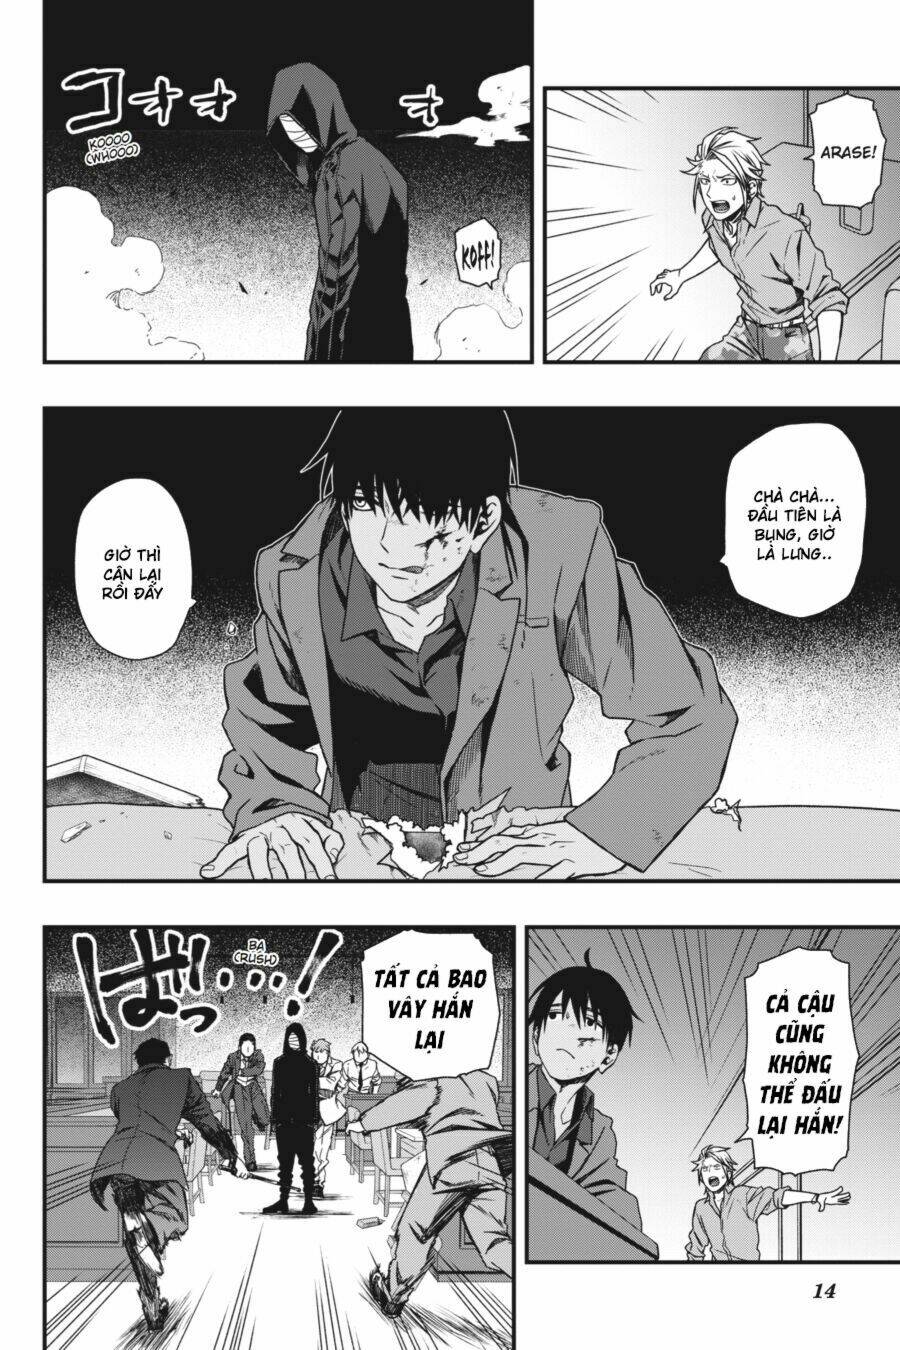 ARASE!
コォォ
ォ
KOOOO
(WHOOO)
KOFF!
CHÀ CHÀ...
ĐẦU TIÊN LÀ
BỤNG, GIỜ
LÀ LƯNG..
GIỜ THÌ
CÂN LẠI
RỒI ĐẤY
CẢ CẬU
CŨNG
KHÔNG
THỂ ĐẤU
LẠI HẮN!
TẤT CẢ BAO
VÂY HẮN
LẠI
BA
(RUSH)
ばっ...!
14